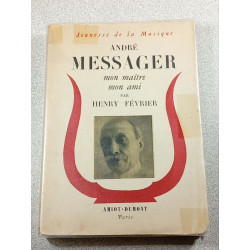 Jeunesse de la Musique
ANDRÉ
MESSAGER
mon maître
mon ami
PAR
HENRY FÉVRIER
AMIOT-DUMONT
Paris